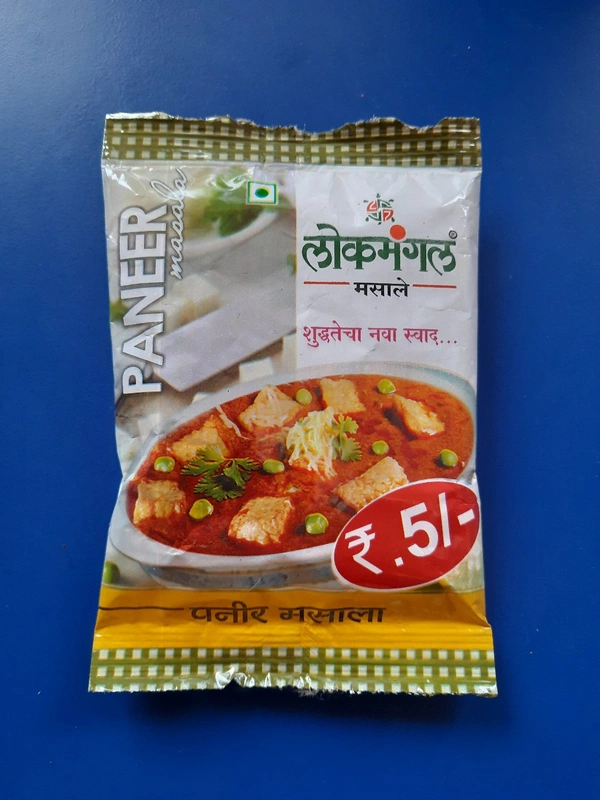 PANEER
masala
लोकमंगल®
मसाले
शुद्धतेचा नवा स्वाद...
₹.5/-
पनीर मसाला